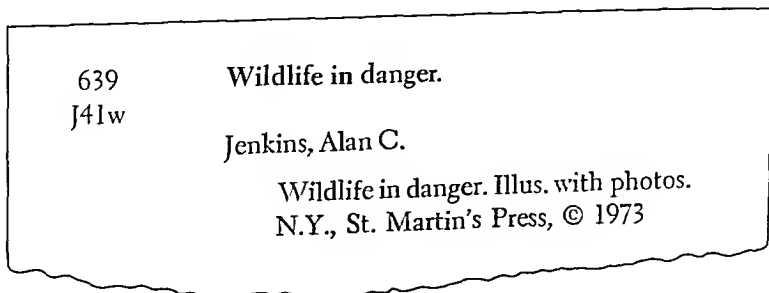 639 Wildlife in danger.
J41w
Jenkins, Alan C.
Wildlife in danger. Illus. with photos.
N.Y., St. Martin's Press, © 1973